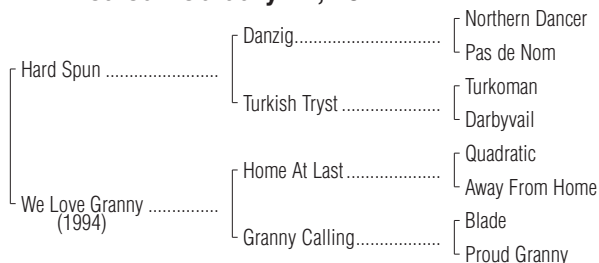 Northern Dancer
Danzig
Pas de Nom
Hard Spun
Turkoman
Turkish Tryst
Darbyvail
Quadratic
Home At Last
Away From Home
We Love Granny
(1994)
Blade
Granny Calling
Proud Granny